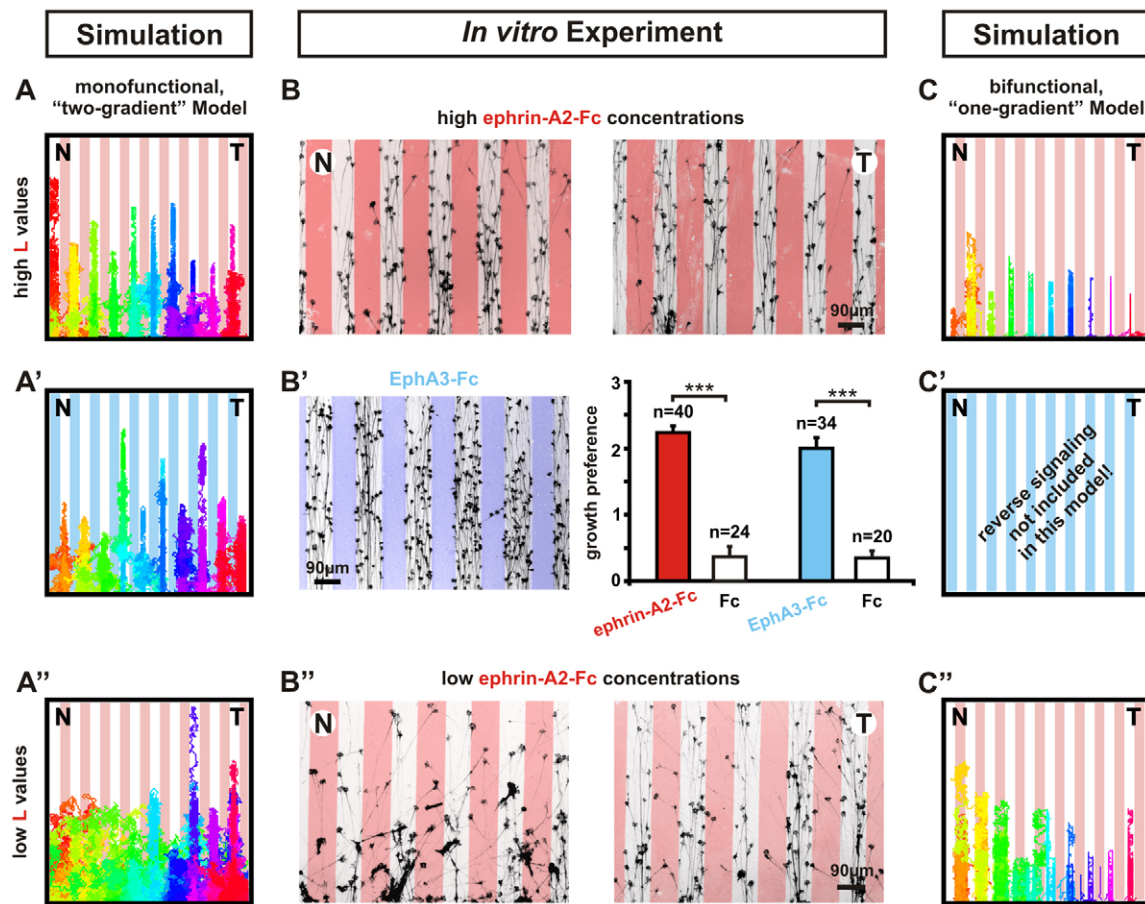 Simulation
In vitro Experiment
Simulation
A
monofunctional,
"two-gradient" Model
B
high ephrin-A2-Fc concentrations
C
bifunctional,
"one-gradient" Model
high L values
N
T
N
T
90µm
N
T
A'
N
T
B'
EphA3-Fc
90µm
growth preference
3
2
1
0
***
***
n=40
n=24
n=34
n=20
ephrin-A2-Fc
Fc
EphA3-Fc
Fc
C'
N
T
reverse signaling
not included
in this model!
A''
B''
low ephrin-A2-Fc concentrations
C''
low L values
N
T
N
T
90µm
N
T